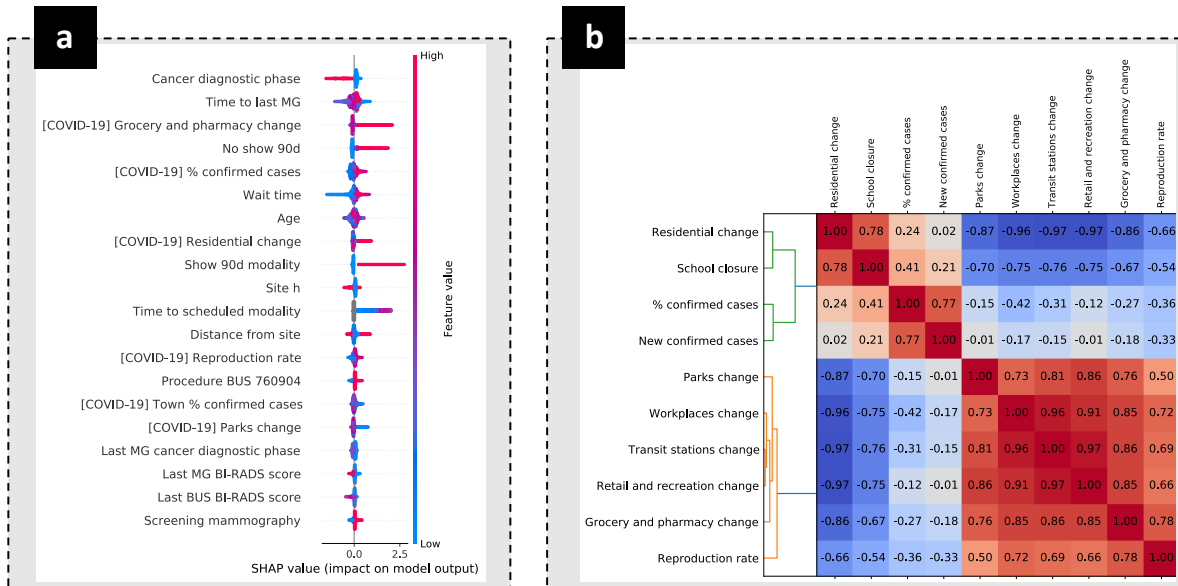 a
High
Cancer diagnostic phase
Time to last MG
[COVID-19] Grocery and pharmacy change
No show 90d
[COVID-19] % confirmed cases
Wait time
Age
[COVID-19] Residential change
Show 90d modality
Site h
Time to scheduled modality
Distance from site
[COVID-19] Reproduction rate
Procedure BUS 760904
[COVID-19] Town % confirmed cases
[COVID-19] Parks change
Last MG cancer diagnostic phase
Last MG BI-RADS score
Last BUS BI-RADS score
Screening mammography
Feature value
Low
0.0 2.5
SHAP value (impact on model output)
b
Residential change
School closure
% confirmed cases
New confirmed cases
Parks change
Workplaces change
Transit stations change
Retail and recreation change
Grocery and pharmacy change
Reproduction rate
Residential change 1.00 0.78 0.24 0.02 -0.87 -0.96 -0.97 -0.97 -0.86 -0.66
School closure 0.78 1.00 0.41 0.21 -0.70 -0.75 -0.76 -0.75 -0.67 -0.54
% confirmed cases 0.24 0.41 1.00 0.77 -0.15 -0.42 -0.31 -0.12 -0.27 -0.36
New confirmed cases 0.02 0.21 0.77 1.00 -0.01 -0.17 -0.15 -0.01 -0.18 -0.33
Parks change -0.87 -0.70 -0.15 -0.01 1.00 0.73 0.81 0.86 0.76 0.50
Workplaces change -0.96 -0.75 -0.42 -0.17 0.73 1.00 0.96 0.91 0.85 0.72
Transit stations change -0.97 -0.76 -0.31 -0.15 0.81 0.96 1.00 0.97 0.86 0.69
Retail and recreation change -0.97 -0.75 -0.12 -0.01 0.86 0.91 0.97 1.00 0.85 0.66
Grocery and pharmacy change -0.86 -0.67 -0.27 -0.18 0.76 0.85 0.86 0.85 1.00 0.78
Reproduction rate -0.66 -0.54 -0.36 -0.33 0.50 0.72 0.69 0.66 0.78 1.00